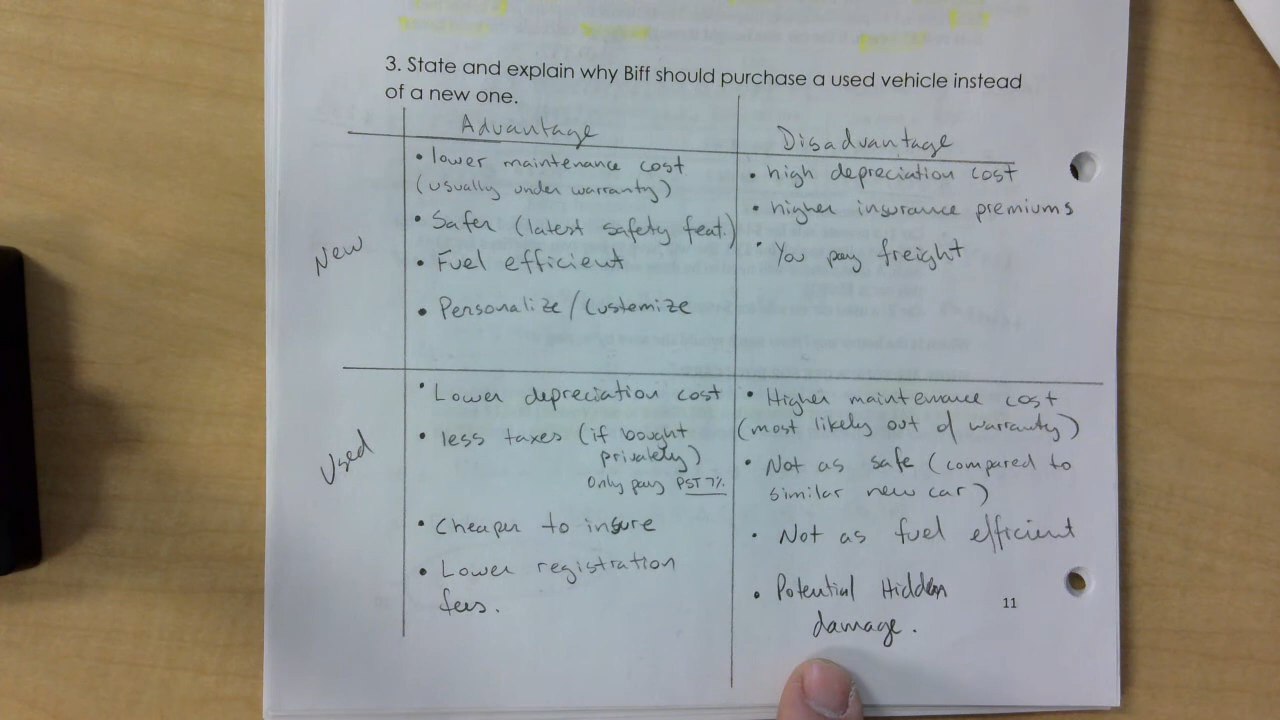 3. State and explain why Biff should purchase a used vehicle instead
of a new one.
Advantage
Disadvantage
New
• lower maintenance cost
(usually under warranty)
• Safer (latest safety feat.)
• Fuel efficient
• Personalize/Custemize
• high depreciation cost
• higher insurance premiums
• You pay freight
Used
• Lower depreciation cost
• less taxes (if bought
privately)
Only pay PST 7%
• Cheaper to insure
• Lower registration
fees.
• Higher maintenance cost
(most likely out of warranty)
• Not as safe (compared to
similar new car)
• Not as fuel efficient
• Potential Hidden
damage.
11